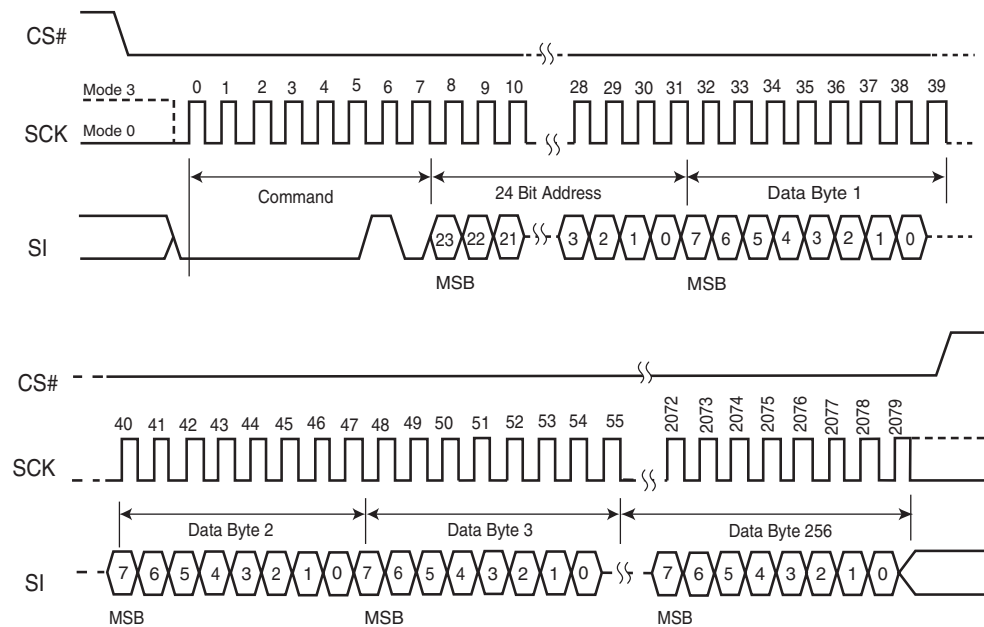 CS#
Mode 3
0 1 2 3 4 5 6 7 8 9 10 28 29 30 31 32 33 34 35 36 37 38 39
SCK
Mode 0
Command 24 Bit Address Data Byte 1
SI
23 22 21 3 2 1 0 7 6 5 4 3 2 1 0
MSB MSB
CS#
40 41 42 43 44 45 46 47 48 49 50 51 52 53 54 55 2072 2073 2074 2075 2076 2077 2078 2079
SCK
Data Byte 2 Data Byte 3 Data Byte 256
SI
7 6 5 4 3 2 1 0 7 6 5 4 3 2 1 0 7 6 5 4 3 2 1 0
MSB MSB MSB